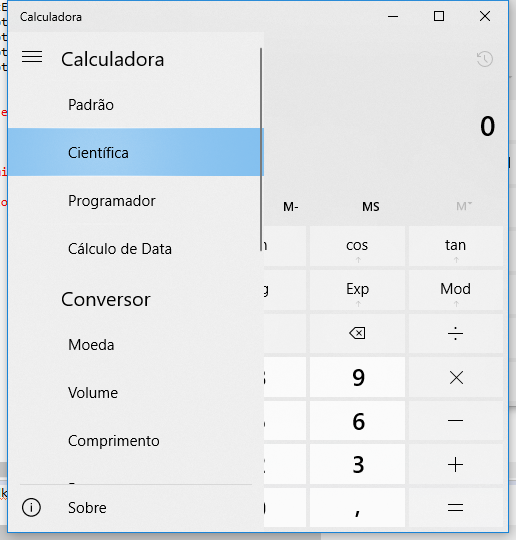 Calculadora
Calculadora
0
Padrão
Científica
Programador
M-
MS
M˅
Cálculo de Data
cos
tan
Conversor
Exp
Mod
Moeda
÷
Volume
9
×
Comprimento
6
−
3
+
Sobre
,
=